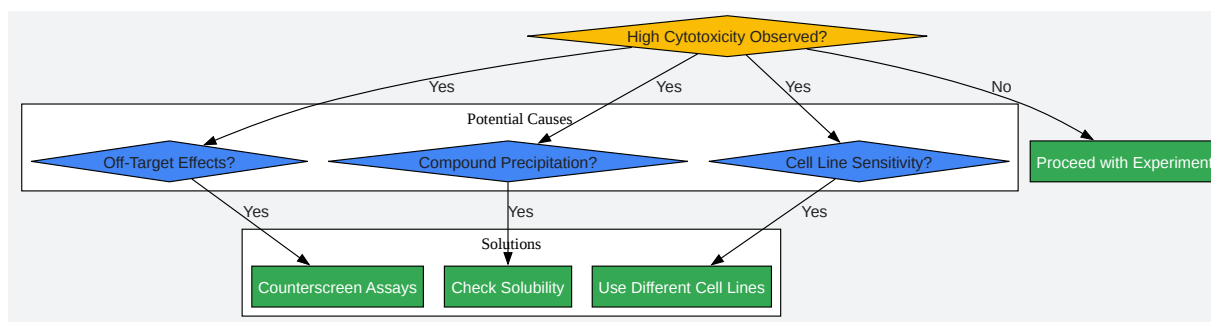 High Cytotoxicity Observed?
Yes
Yes
Yes
No
Potential Causes
Off-Target Effects?
Compound Precipitation?
Cell Line Sensitivity?
Proceed with Experiment
Yes
Yes
Yes
Solutions
Counterscreen Assays
Check Solubility
Use Different Cell Lines